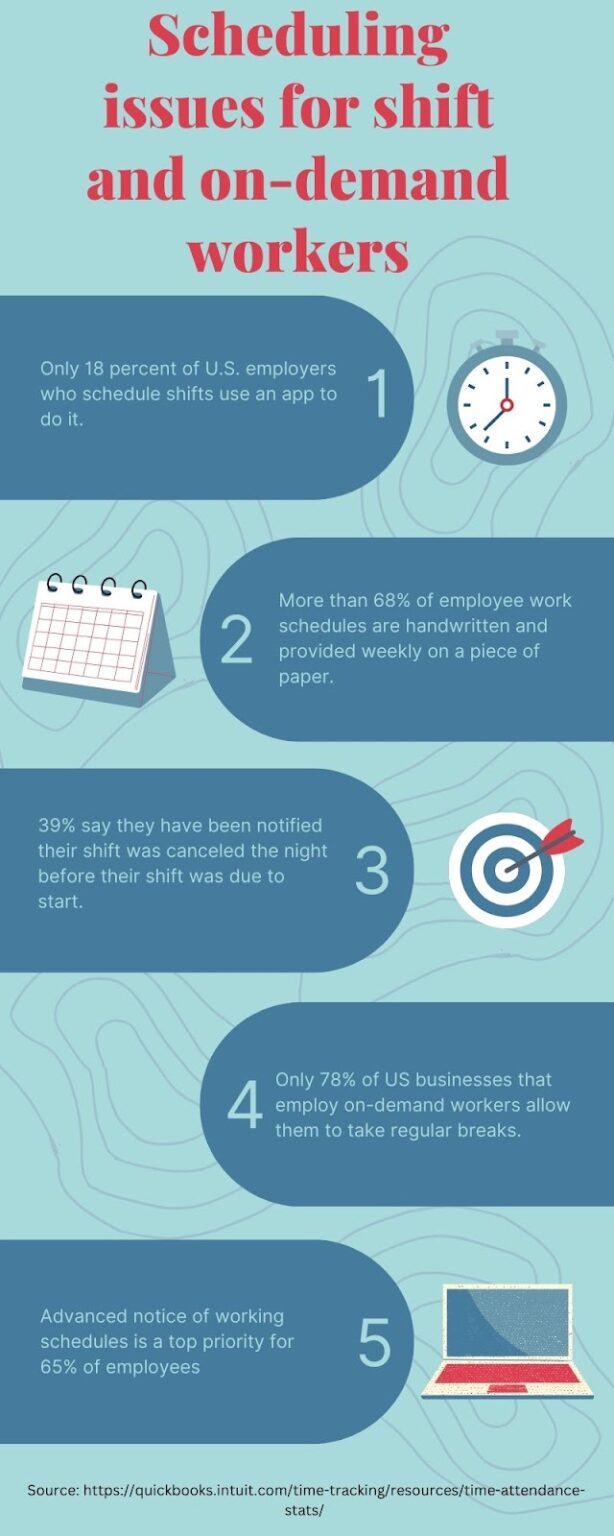 Scheduling
issues for shift
and on-demand
workers
Only 18 percent of U.S. employers
who schedule shifts use an app to
do it.
1
2
More than 68% of employee work
schedules are handwritten and
provided weekly on a piece of
paper.
39% say they have been notified
their shift was canceled the night
before their shift was due to
start.
3
4
Only 78% of US businesses that
employ on-demand workers allow
them to take regular breaks.
Advanced notice of working
schedules is a top priority for
65% of employees
5
Source: https://quickbooks.intuit.com/time-tracking/resources/time-attendance-
stats/